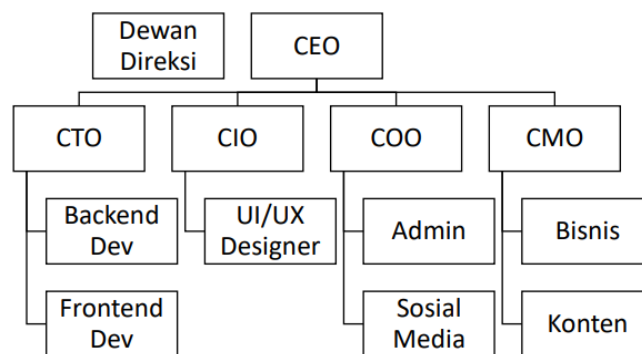 Dewan
Direksi
CEO
CTO
CIO
COO
CMO
Backend
Dev
UI/UX
Designer
Admin
Bisnis
Frontend
Dev
Sosial
Media
Konten